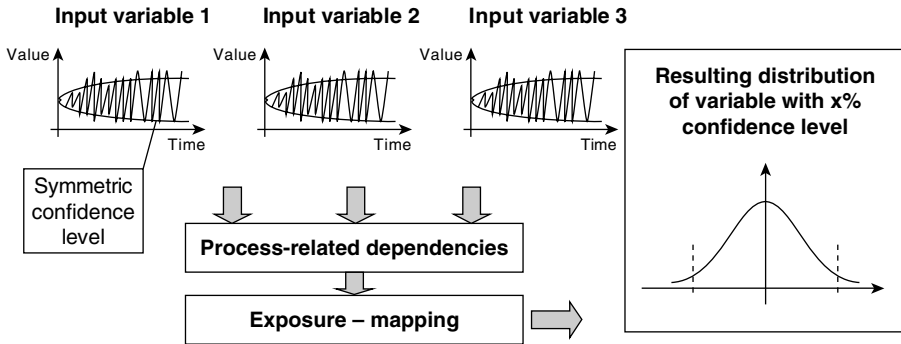 Input variable 1
Input variable 2
Input variable 3
Value
Value
Value
Time
Time
Time
Symmetric
confidence
level
Process-related dependencies
Exposure – mapping
Resulting distribution
of variable with x%
confidence level